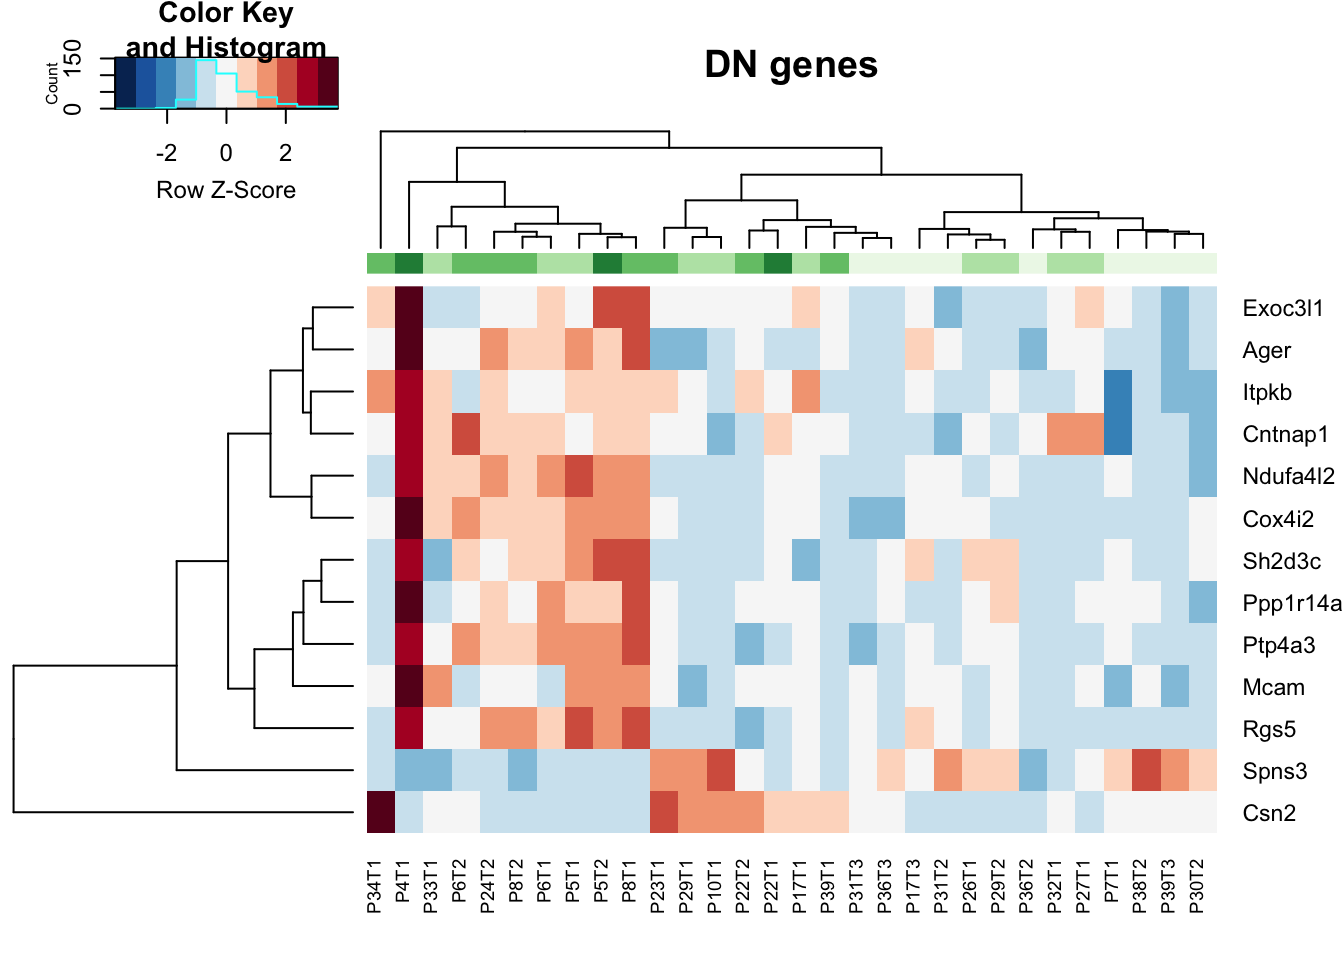 Color Key
and Histogram
Count
0
150
-2 0 2
Row Z-Score
DN genes
Exoc3l1
Ager
Itpkb
Cntnap1
Ndufa4l2
Cox4i2
Sh2d3c
Ppp1r14a
Ptp4a3
Mcam
Rgs5
Spns3
Csn2
P34T1
P4T1
P33T1
P6T2
P24T2
P8T2
P6T1
P5T1
P5T2
P8T1
P23T1
P29T1
P10T1
P22T2
P22T1
P17T1
P39T1
P31T3
P36T3
P17T3
P31T2
P26T1
P29T2
P36T2
P32T1
P27T1
P7T1
P38T2
P39T3
P30T2